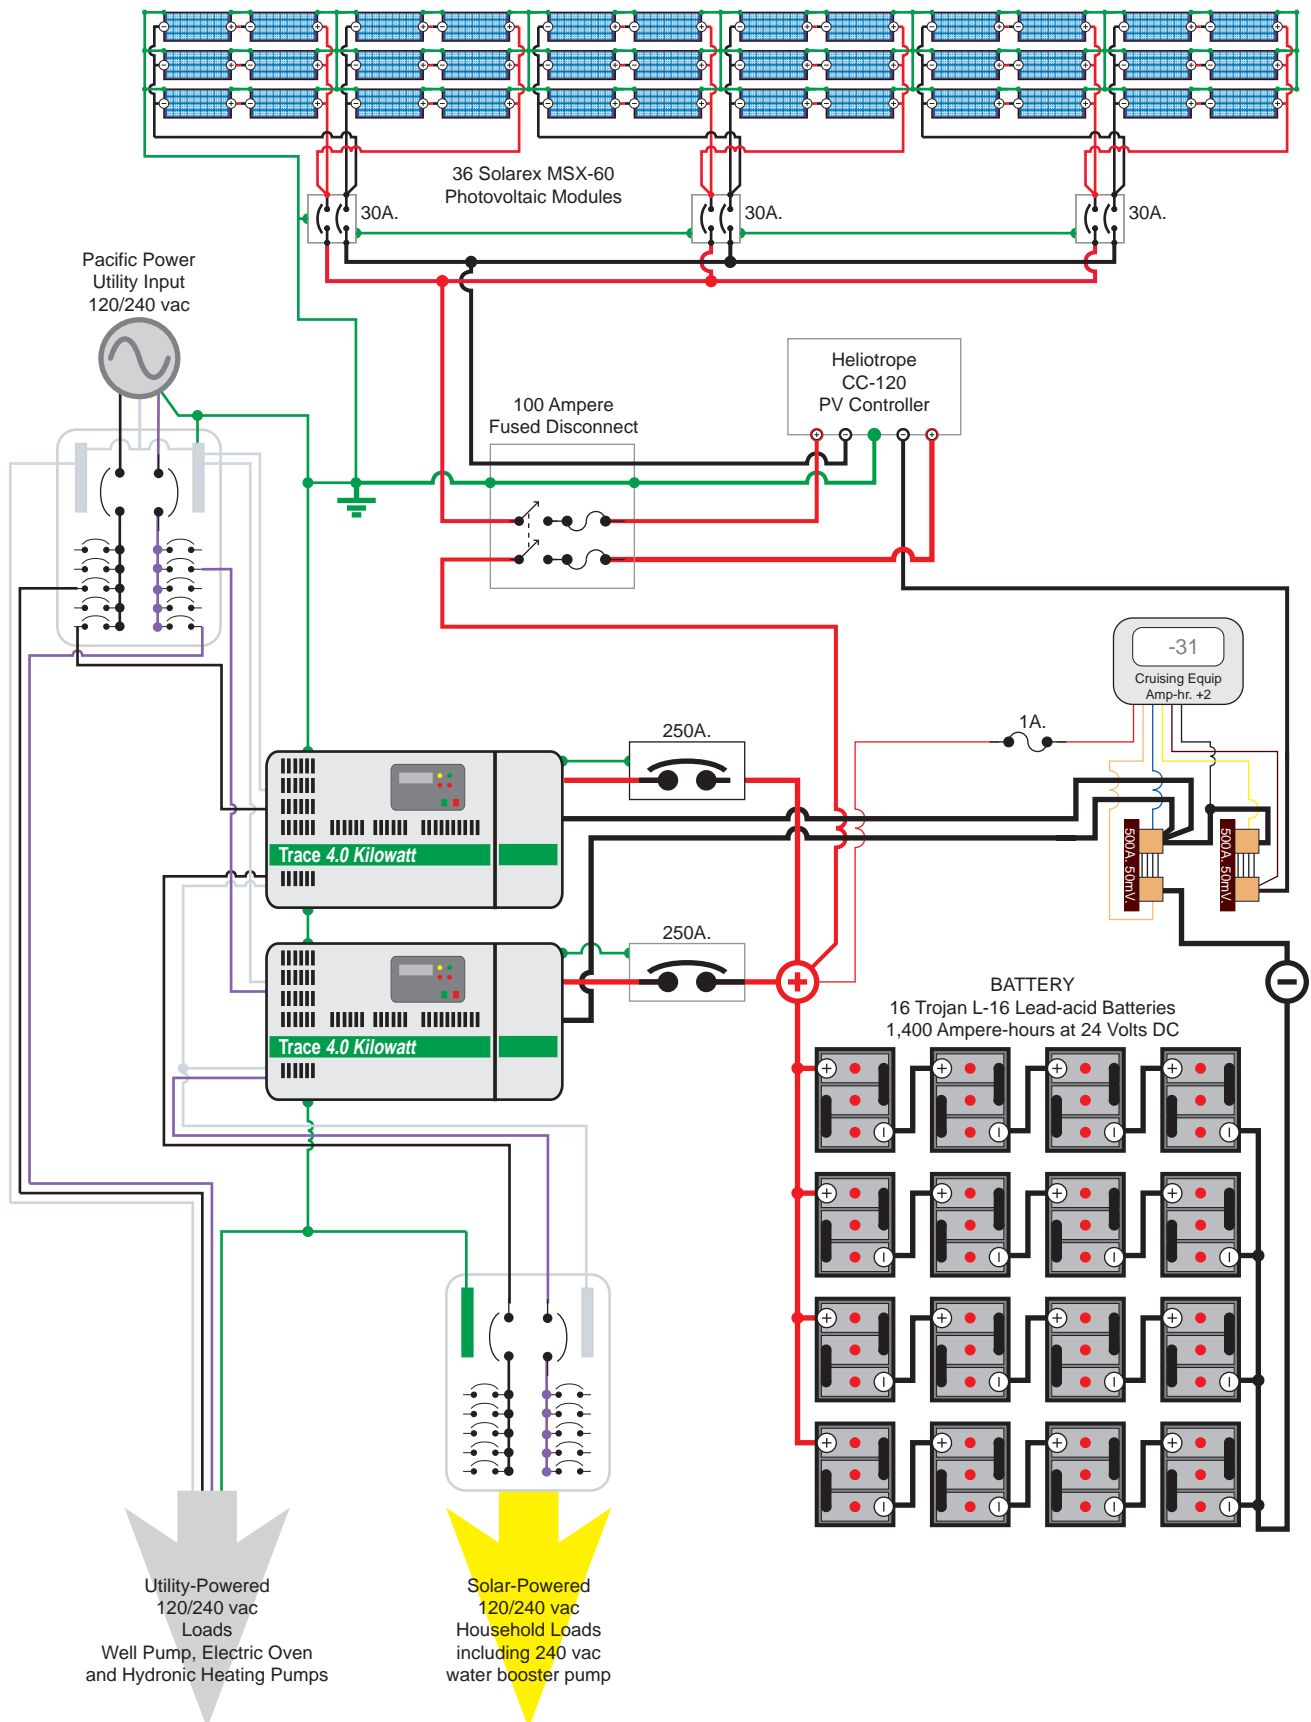 36 Solarex MSX-60
Photovoltaic Modules
30A.
30A.
30A.
Pacific Power
Utility Input
120/240 vac
Heliotrope
CC-120
PV Controller
100 Ampere
Fused Disconnect
-31
Cruising Equip
Amp-hr. +2
1A.
250A.
500A. 50mV.
500A. 50mV.
Trace 4.0 Kilowatt
250A.
Trace 4.0 Kilowatt
BATTERY
16 Trojan L-16 Lead-acid Batteries
1,400 Ampere-hours at 24 Volts DC
Utility-Powered
120/240 vac
Loads
Well Pump, Electric Oven
and Hydronic Heating Pumps
Solar-Powered
120/240 vac
Household Loads
including 240 vac
water booster pump